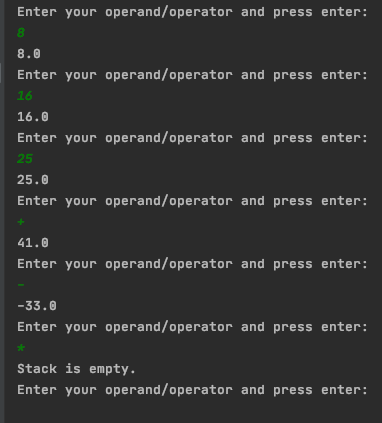 Enter your operand/operator and press enter:
8
8.0
Enter your operand/operator and press enter:
16
16.0
Enter your operand/operator and press enter:
25
25.0
Enter your operand/operator and press enter:
+
41.0
Enter your operand/operator and press enter:
-
-33.0
Enter your operand/operator and press enter:
*
Stack is empty.
Enter your operand/operator and press enter: